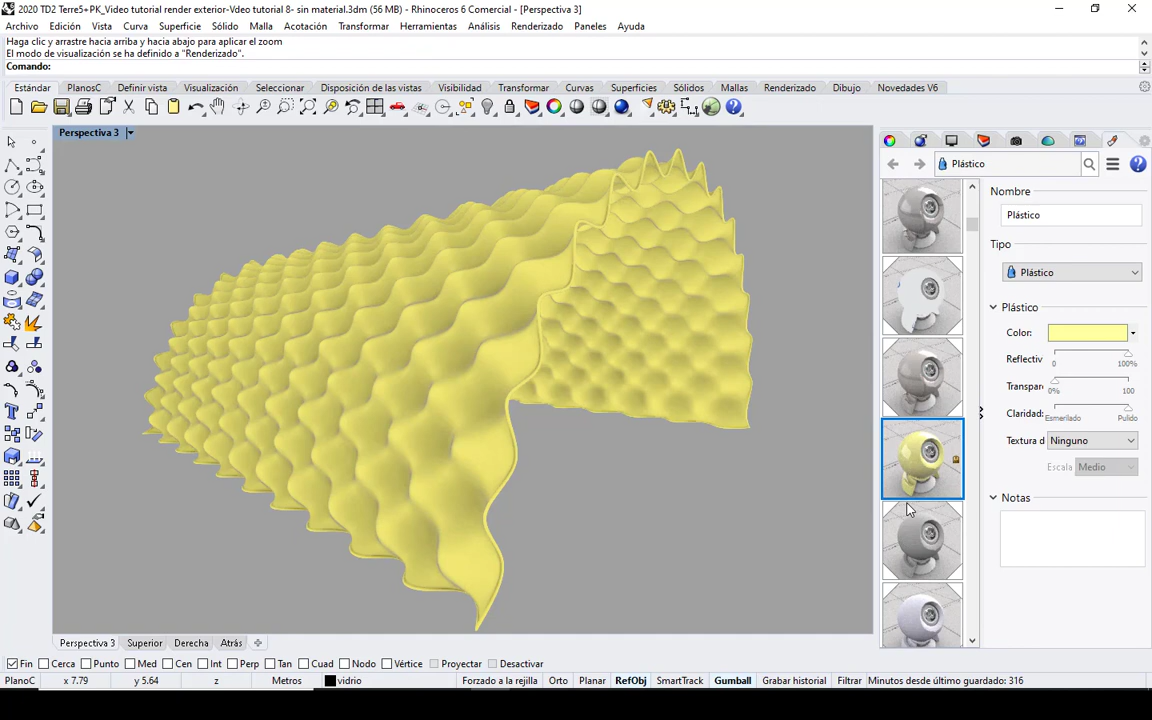 2020 TD2 Terre5+PK_Video tutorial render exterior-Vdeo tutorial 8- sin material.3dm (56 MB) - Rhinoceros 6 Comercial - [Perspectiva 3]
Archivo Edición Vista Curva Superficie Sólido Malla Acotación Transformar Herramientas Análisis Renderizado Paneles Ayuda
Haga clic y arrastre hacia arriba y hacia abajo para aplicar el zoom
El modo de visualización se ha definido a "Renderizado".
Comando:
Estándar PlanosC Definir vista Visualización Seleccionar Disposición de las vistas Visibilidad Transformar Curvas Superficies Sólidos Mallas Renderizado Dibujo Novedades V6
Perspectiva 3
Plástico
Nombre
Plástico
Tipo
Plástico
Plástico
Color:
Reflectiv
0 100%
Transpar
0% 100
Claridad:
Esmerilado Pulido
Textura d Ninguno
Escala Medio
Notas
Perspectiva 3 Superior Derecha Atrás
Fin Cerca Punto Med Cen Int Perp Tan Cuad Nodo Vértice Proyectar Desactivar
PlanoC x 7.79 y 5.64 z Metros vidrio Forzado a la rejilla Orto Planar RefObj SmartTrack Gumball Grabar historial Filtrar Minutos desde último guardado: 316